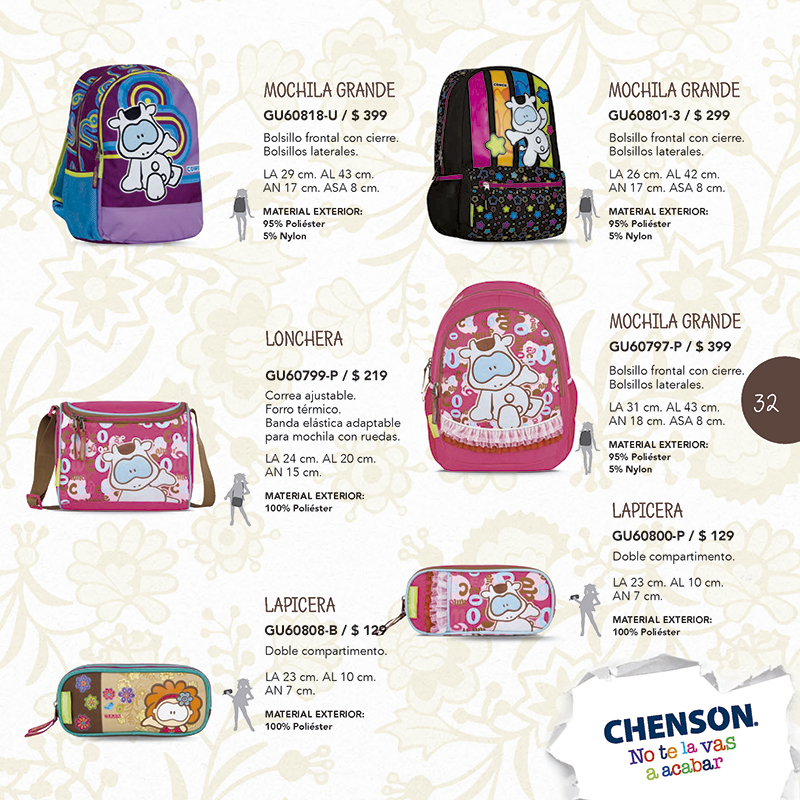 MOCHILA GRANDE
GU60818-U / $ 399
Bolsillo frontal con cierre.
Bolsillos laterales.
LA 29 cm. AL 43 cm.
AN 17 cm. ASA 8 cm.
MATERIAL EXTERIOR:
95% Poliéster
5% Nylon
MOCHILA GRANDE
GU60801-3 / $ 299
Bolsillo frontal con cierre.
Bolsillos laterales.
LA 26 cm. AL 42 cm.
AN 17 cm. ASA 8 cm.
MATERIAL EXTERIOR:
95% Poliéster
5% Nylon
LONCHERA
GU60799-P / $ 219
Correa ajustable.
Forro térmico.
Banda elástica adaptable
para mochila con ruedas.
LA 24 cm. AL 20 cm.
AN 15 cm.
MATERIAL EXTERIOR:
100% Poliéster
MOCHILA GRANDE
GU60797-P / $ 399
Bolsillo frontal con cierre.
Bolsillos laterales.
LA 31 cm. AL 43 cm.
AN 18 cm. ASA 8 cm.
MATERIAL EXTERIOR:
95% Poliéster
5% Nylon
32
LAPICERA
GU60800-P / $ 129
Doble compartimento.
LA 23 cm. AL 10 cm.
AN 7 cm.
MATERIAL EXTERIOR:
100% Poliéster
LAPICERA
GU60808-B / $ 129
Doble compartimento.
LA 23 cm. AL 10 cm.
AN 7 cm.
MATERIAL EXTERIOR:
100% Poliéster
CHENSON.
No te la vas
a acabar